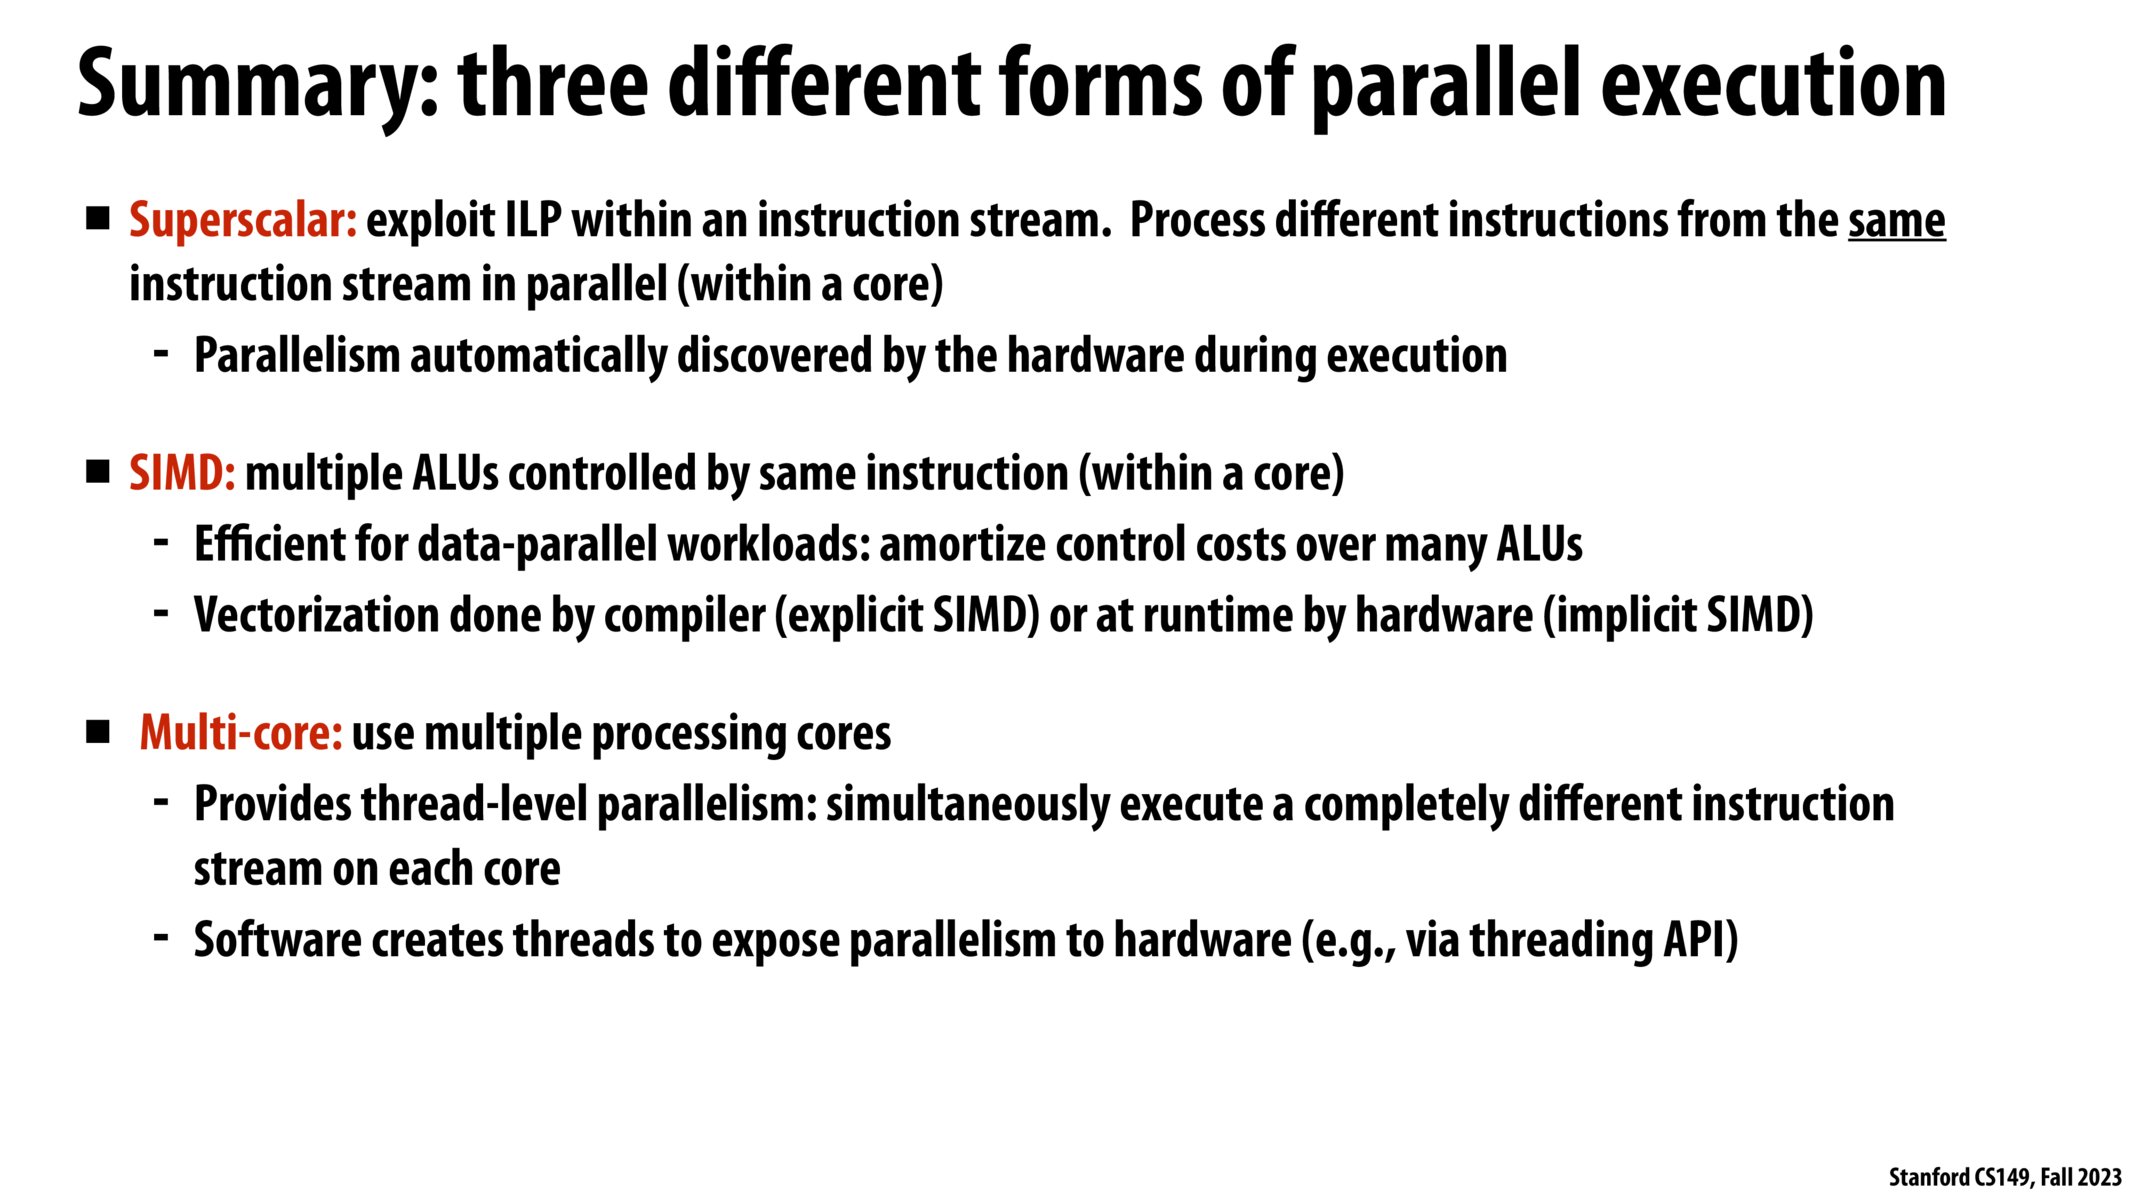 Summary: three different forms of parallel execution
■ Superscalar: exploit ILP within an instruction stream. Process different instructions from the same
instruction stream in parallel (within a core)
- Parallelism automatically discovered by the hardware during execution
■ SIMD: multiple ALUs controlled by same instruction (within a core)
- Efficient for data-parallel workloads: amortize control costs over many ALUs
- Vectorization done by compiler (explicit SIMD) or at runtime by hardware (implicit SIMD)
■ Multi-core: use multiple processing cores
- Provides thread-level parallelism: simultaneously execute a completely different instruction
stream on each core
- Software creates threads to expose parallelism to hardware (e.g., via threading API)
Stanford CS149, Fall 2023